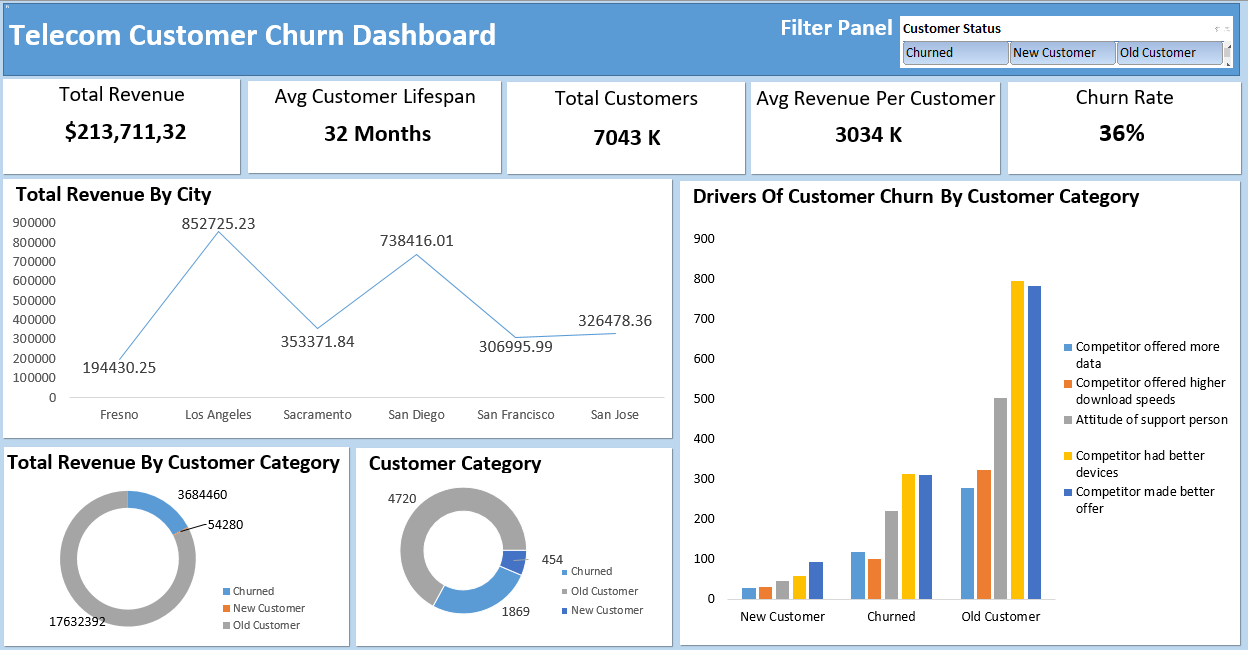 Telecom Customer Churn Dashboard
Filter Panel
Customer Status
Churned
New Customer
Old Customer
Total Revenue
$213,711,32
Avg Customer Lifespan
32 Months
Total Customers
7043 K
Avg Revenue Per Customer
3034 K
Churn Rate
36%
Total Revenue By City
900000
800000
700000
600000
500000
400000
300000
200000
100000
0
194430.25
852725.23
353371.84
738416.01
306995.99
326478.36
Fresno
Los Angeles
Sacramento
San Diego
San Francisco
San Jose
Drivers Of Customer Churn By Customer Category
900
800
700
600
500
400
300
200
100
0
New Customer
Churned
Old Customer
Competitor offered more
data
Competitor offered higher
download speeds
Attitude of support person
Competitor had better
devices
Competitor made better
offer
Total Revenue By Customer Category
3684460
54280
17632392
Churned
New Customer
Old Customer
Customer Category
4720
454
1869
Churned
Old Customer
New Customer